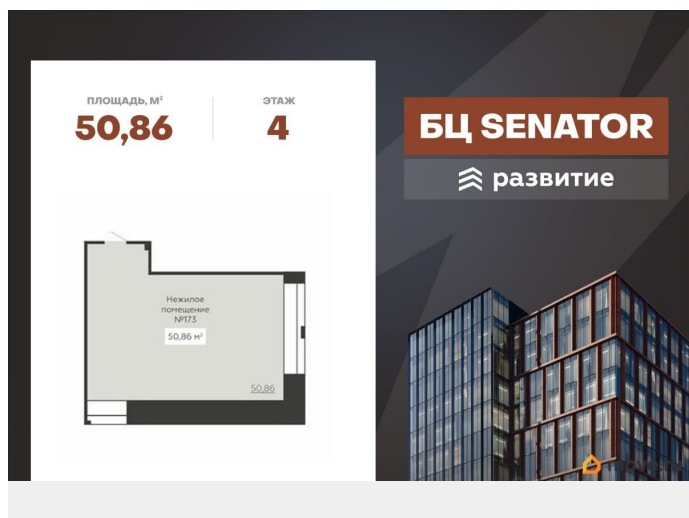 ПЛОЩАДЬ, М²
50,86
ЭТАЖ
4
БЦ SENATOR
развитие
Нежилое
помещение
№173
50,86 м²
50,86